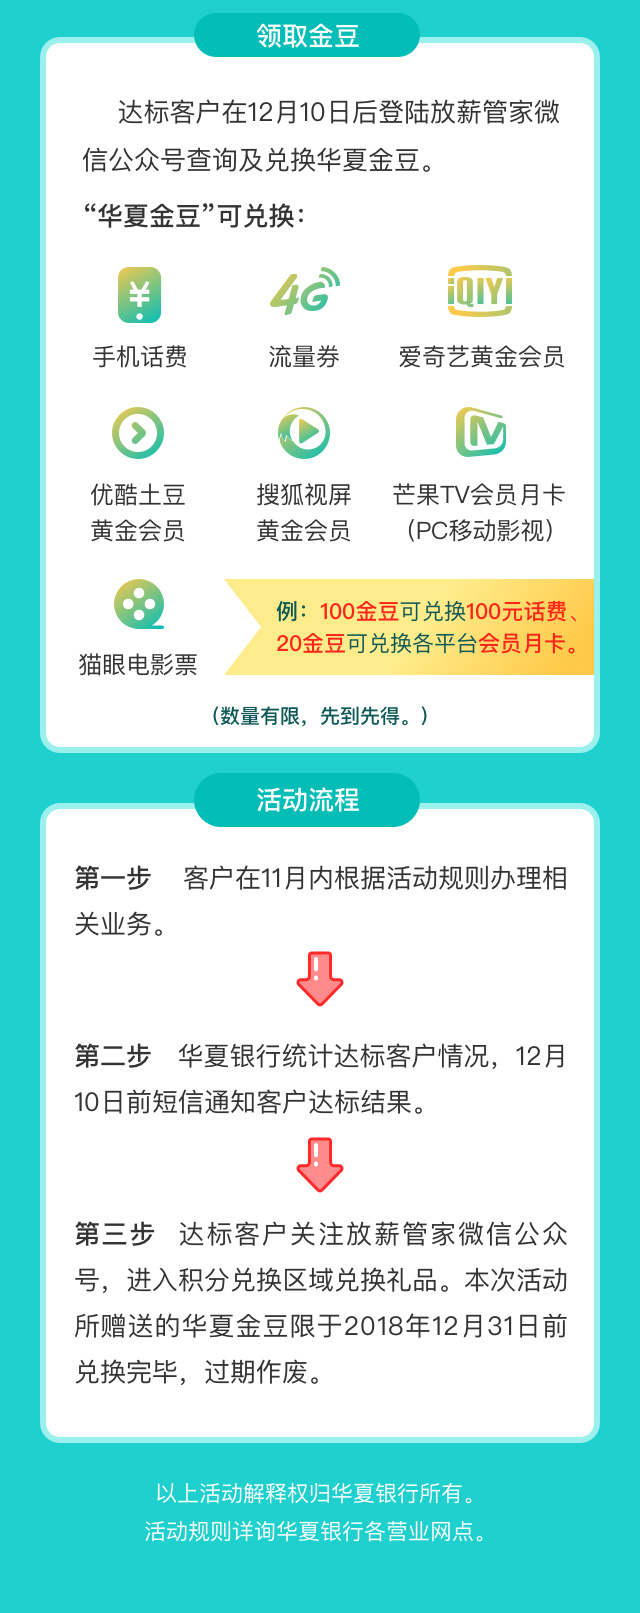 领取金豆
达标客户在12月10日后登陆放薪管家微
信公众号查询及兑换华夏金豆。
“华夏金豆”可兑换：
¥ 4G iQIYI
手机话费 流量券 爱奇艺黄金会员
优酷土豆 搜狐视屏 芒果TV会员月卡
黄金会员 黄金会员 （PC移动影视）
例：100金豆可兑换100元话费、
20金豆可兑换各平台会员月卡。
猫眼电影票
（数量有限，先到先得。）
活动流程
第一步 客户在11月内根据活动规则办理相
关业务。
第二步 华夏银行统计达标客户情况，12月
10日前短信通知客户达标结果。
第三步 达标客户关注放薪管家微信公众
号，进入积分兑换区域兑换礼品。本次活动
所赠送的华夏金豆限于2018年12月31日前
兑换完毕，过期作废。
以上活动解释权归华夏银行所有。
活动规则详询华夏银行各营业网点。